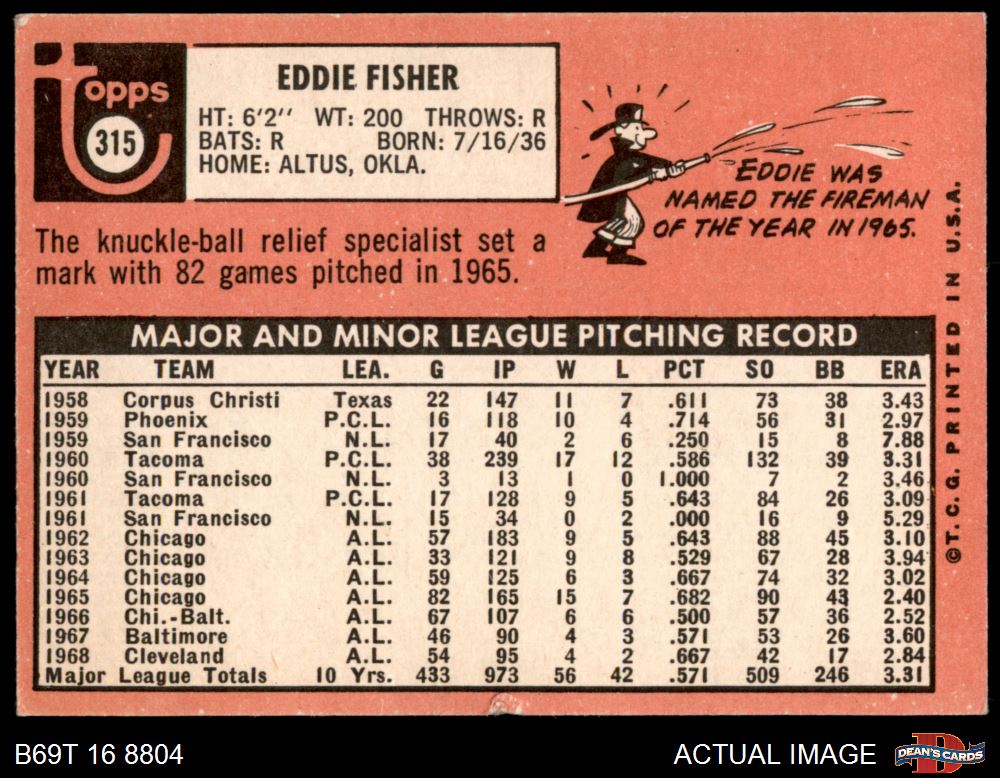 topps
315
EDDIE FISHER
HT: 6'2'' WT: 200 THROWS: R
BATS: R BORN: 7/16/36
HOME: ALTUS, OKLA.
EDDIE WAS
NAMED THE FIREMAN
OF THE YEAR IN 1965.
The knuckle-ball relief specialist set a
mark with 82 games pitched in 1965.
MAJOR AND MINOR LEAGUE PITCHING RECORD
YEAR TEAM LEA. G IP W L PCT SO BB ERA
1958 Corpus Christi Texas 22 147 11 7 .611 73 38 3.43
1959 Phoenix P.C.L. 16 118 10 4 .714 56 31 2.97
1959 San Francisco N.L. 17 40 2 6 .250 15 8 7.88
1960 Tacoma P.C.L. 38 239 17 12 .586 132 39 3.31
1960 San Francisco N.L. 3 13 1 0 1.000 7 2 3.46
1961 Tacoma P.C.L. 17 128 9 5 .643 84 26 3.09
1961 San Francisco N.L. 15 34 0 2 .000 16 9 5.29
1962 Chicago A.L. 57 183 9 5 .643 88 45 3.10
1963 Chicago A.L. 33 121 9 8 .529 67 28 3.94
1964 Chicago A.L. 59 125 6 3 .667 74 32 3.02
1965 Chicago A.L. 82 165 15 7 .682 90 43 2.40
1966 Chi.-Balt. A.L. 67 107 6 6 .500 57 36 2.52
1967 Baltimore A.L. 46 90 4 3 .571 53 26 3.60
1968 Cleveland A.L. 54 95 4 2 .667 42 17 2.84
Major League Totals 10 Yrs. 433 973 56 42 .571 509 246 3.31
©T.C.G. PRINTED IN U.S.A.
B69T 16 8804
ACTUAL IMAGE
D
DEAN'S CARDS